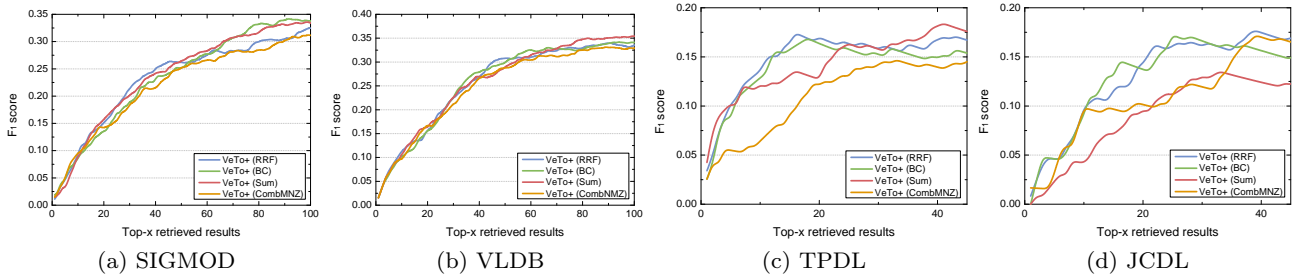 0.35
0.30
0.25
0.20
0.15
0.10
0.05
0.00
F1 score
VeTo+ (RRF)
VeTo+ (BC)
VeTo+ (Sum)
VeTo+ (CombMNZ)
0 20 40 60 80 100
Top-x retrieved results
(a) SIGMOD
0.40
0.35
0.30
0.25
0.20
0.15
0.10
0.05
0.00
F1 score
VeTo+ (RRF)
VeTo+ (BC)
VeTo+ (Sum)
VeTo+ (CombMNZ)
0 20 40 60 80 100
Top-x retrieved results
(b) VLDB
0.20
0.15
0.10
0.05
0.00
F1 score
VeTo+ (RRF)
VeTo+ (BC)
VeTo+ (Sum)
VeTo+ (CombMNZ)
0 20 40
Top-x retrieved results
(c) TPDL
0.20
0.15
0.10
0.05
0.00
F1 score
VeTo+ (RRF)
VeTo+ (BC)
VeTo+ (Sum)
VeTo+ (CombMNZ)
0 20 40
Top-x retrieved results
(d) JCDL